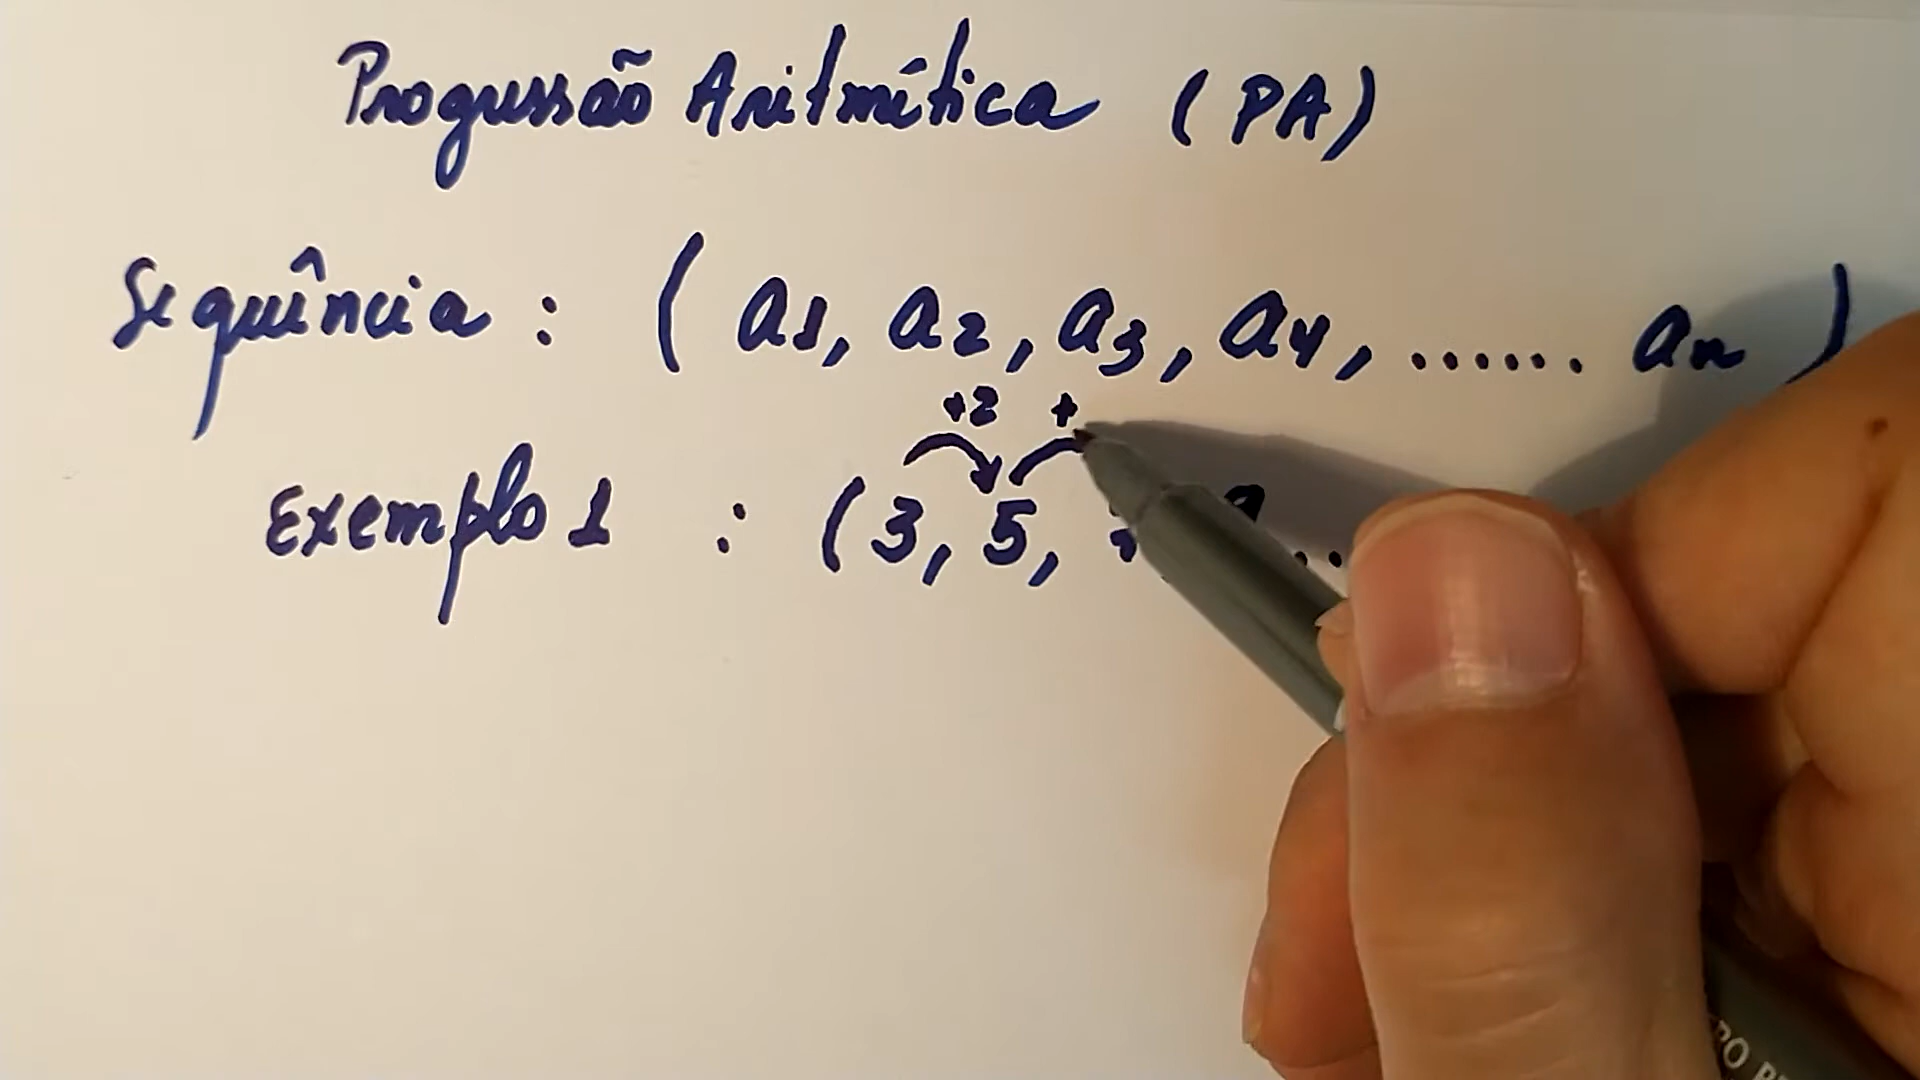 Progressão Aritmética (PA)
Sequência : ( a1, a2, a3, a4, ...... an )
+2 +
Exemplo 1 : (3, 5,